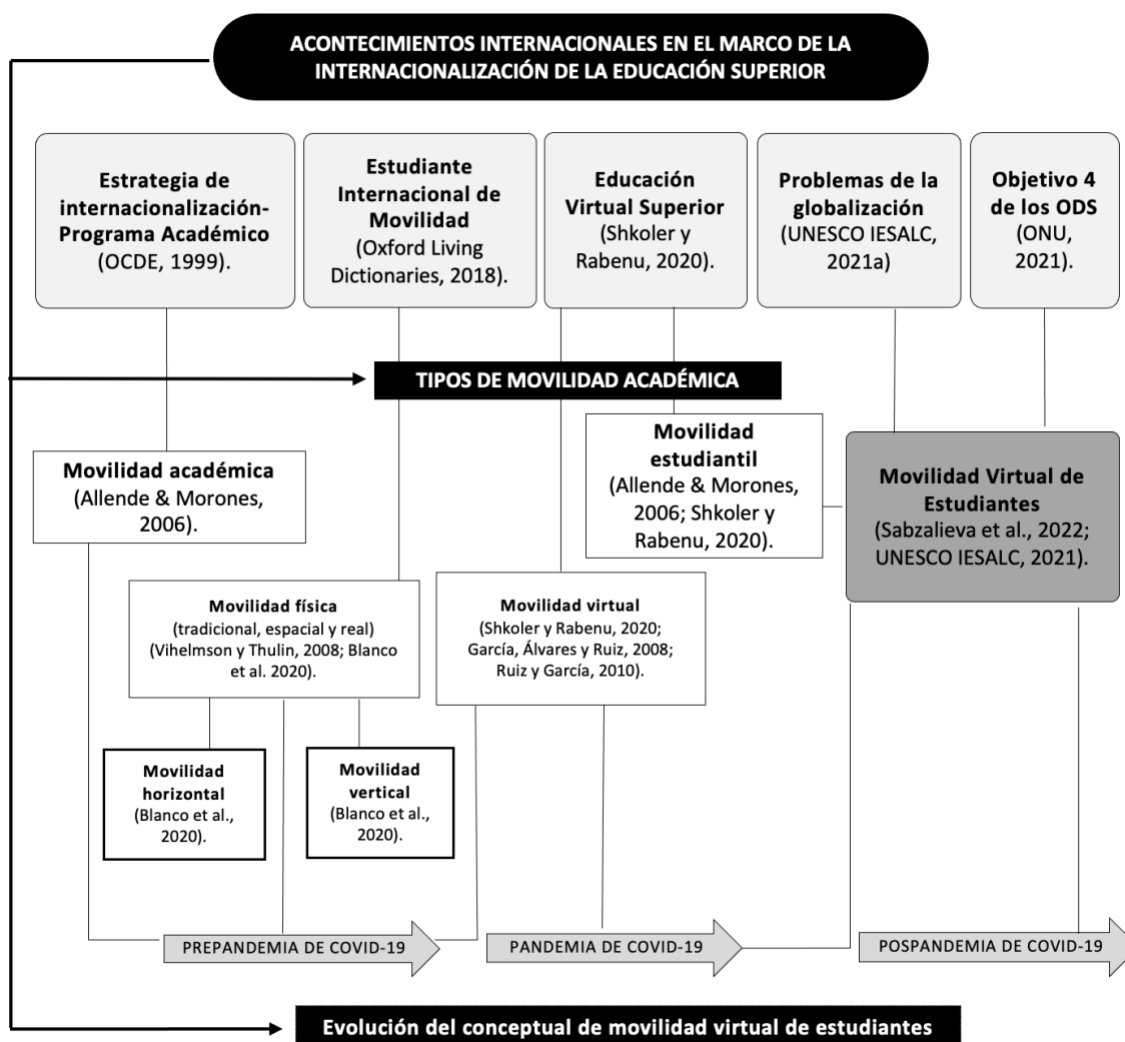 ACONTECIMIENTOS INTERNACIONALES EN EL MARCO DE LA
INTERNACIONALIZACIÓN DE LA EDUCACIÓN SUPERIOR
Estrategia de
internacionalización-
Programa Académico
(OCDE, 1999).
Estudiante
Internacional de
Movilidad
(Oxford Living
Dictionaries, 2018).
Educación
Virtual Superior
(Shkoler y
Rabenu, 2020).
Problemas de la
globalización
(UNESCO IESALC,
2021a)
Objetivo 4
de los ODS
(ONU,
2021).
TIPOS DE MOVILIDAD ACADÉMICA
Movilidad académica
(Allende & Morones,
2006).
Movilidad
estudiantil
(Allende & Morones,
2006; Shkoler y
Rabenu, 2020).
Movilidad Virtual de
Estudiantes
(Sabzalieva et al., 2022;
UNESCO IESALC, 2021).
Movilidad física
(tradicional, espacial y real)
(Vihelmson y Thulin, 2008; Blanco
et al. 2020).
Movilidad virtual
(Shkoler y Rabenu, 2020;
García, Álvares y Ruiz, 2008;
Ruiz y García, 2010).
Movilidad
horizontal
(Blanco et al.,
2020).
Movilidad
vertical
(Blanco et al.,
2020).
PREPANDEMIA DE COVID-19
PANDEMIA DE COVID-19
POSPANDEMIA DE COVID-19
Evolución del conceptual de movilidad virtual de estudiantes